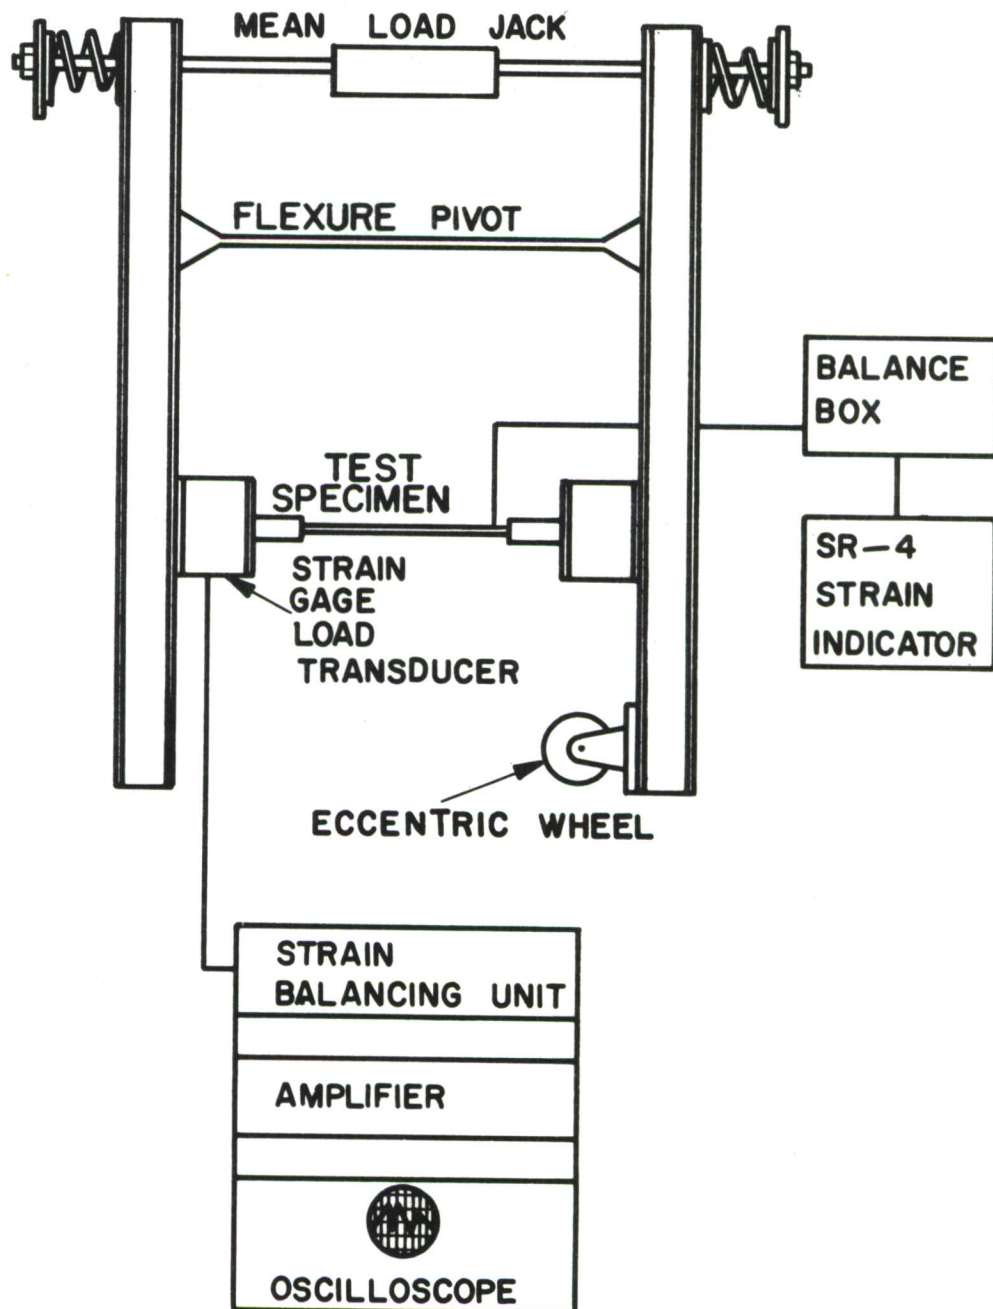 MEAN LOAD JACK
FLEXURE PIVOT
BALANCE
BOX
TEST
SPECIMEN
SR-4
STRAIN
INDICATOR
STRAIN
GAGE
LOAD
TRANSDUCER
ECCENTRIC WHEEL
STRAIN
BALANCING UNIT
AMPLIFIER
OSCILLOSCOPE